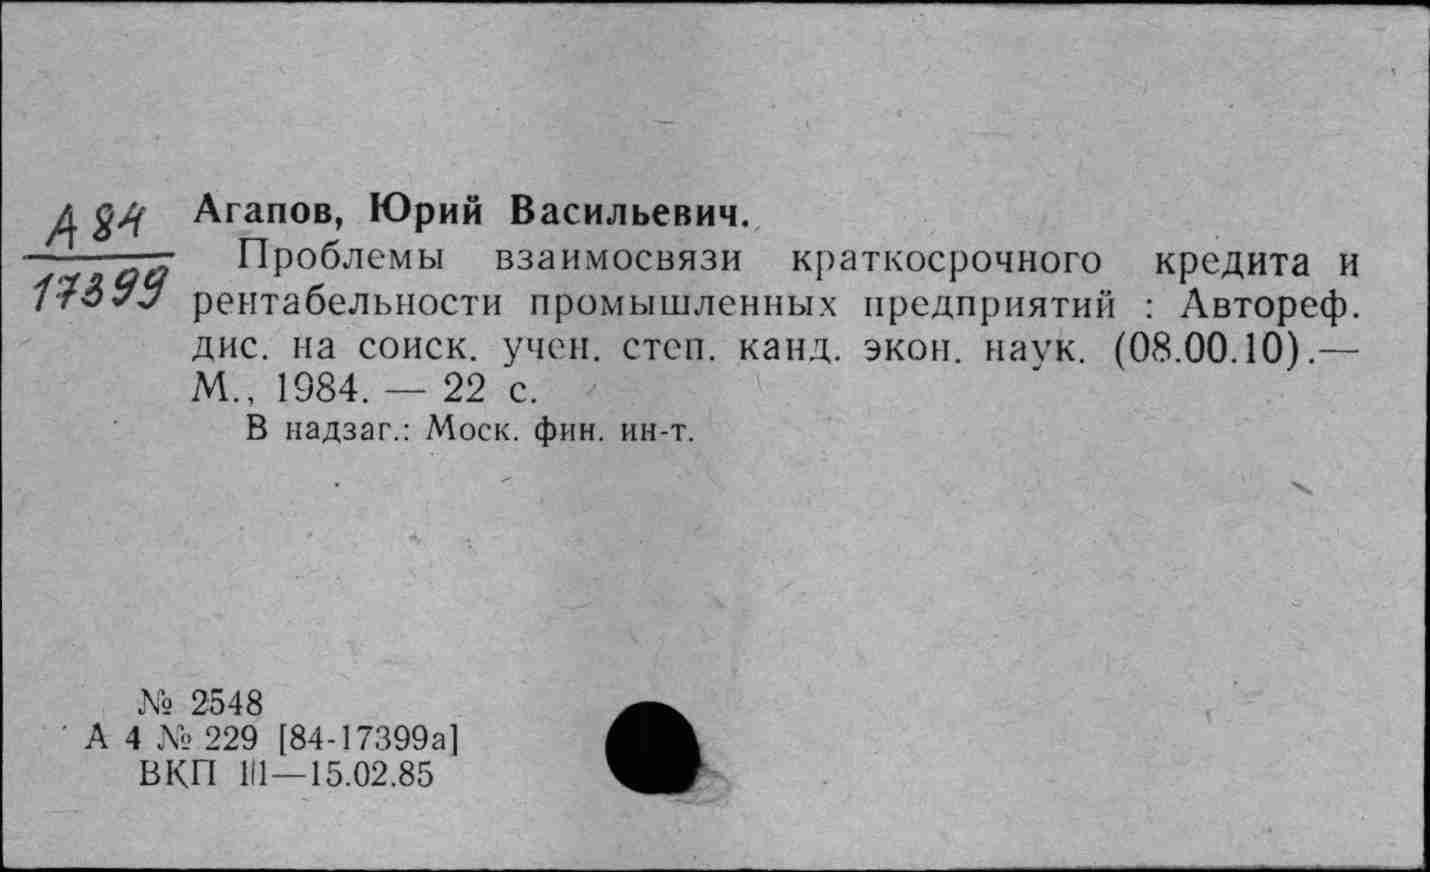 А 84
17399
Агапов, Юрий Васильевич.
Проблемы взаимосвязи краткосрочного кредита и
рентабельности промышленных предприятий : Автореф.
дис. на соиск. учен. степ. канд. экон. наук. (08.00.10).—
М., 1984. — 22 с.
В надзаг.: Моск. фин. ин-т.
№ 2548
А 4 № 229 [84-17399а]
ВКП 111—15.02.85